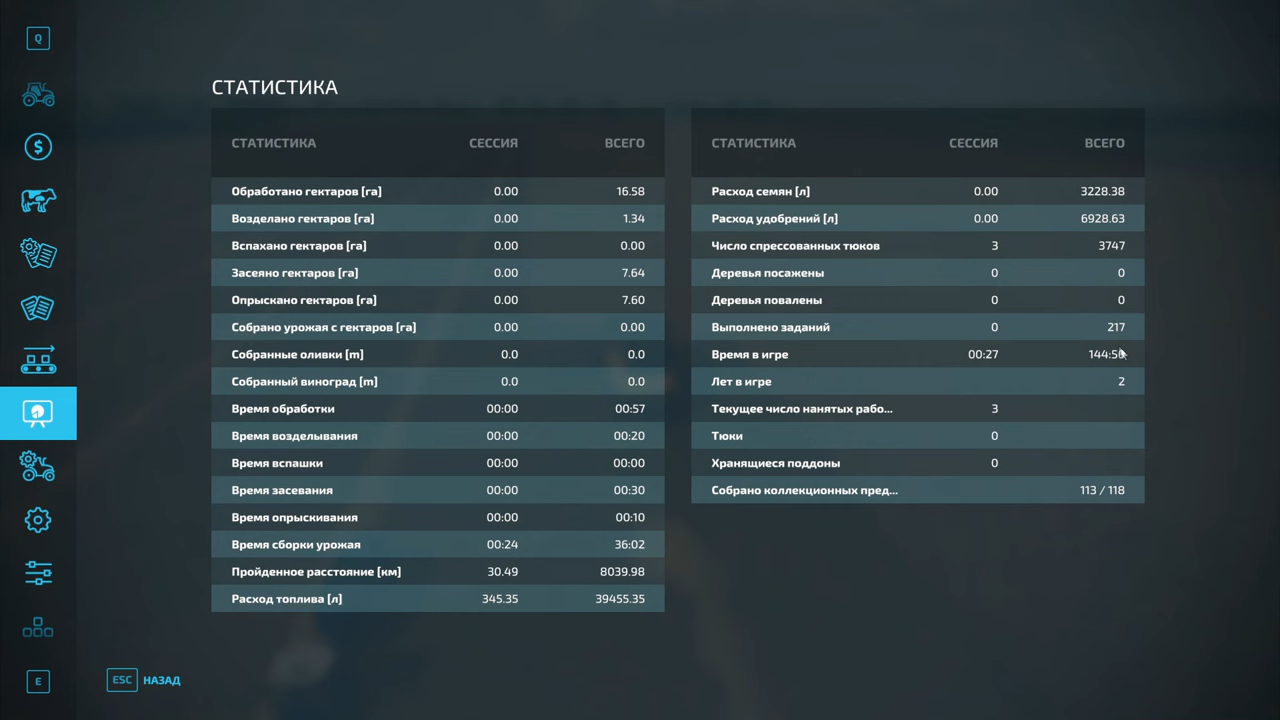 Q
СТАТИСТИКА
СТАТИСТИКА СЕССИЯ ВСЕГО
Обработано гектаров [га] 0.00 16.58
Возделано гектаров [га] 0.00 1.34
Вспахано гектаров [га] 0.00 0.00
Засеяно гектаров [га] 0.00 7.64
Опрыскано гектаров [га] 0.00 7.60
Собрано урожая с гектаров [га] 0.00 0.00
Собранные оливки [m] 0.0 0.0
Собранный виноград [m] 0.0 0.0
Время обработки 00:00 00:57
Время возделывания 00:00 00:20
Время вспашки 00:00 00:00
Время засевания 00:00 00:30
Время опрыскивания 00:00 00:10
Время сборки урожая 00:24 36:02
Пройденное расстояние [км] 30.49 8039.98
Расход топлива [л] 345.35 39455.35
СТАТИСТИКА СЕССИЯ ВСЕГО
Расход семян [л] 0.00 3228.38
Расход удобрений [л] 0.00 6928.63
Число спрессованных тюков 3 3747
Деревья посажены 0 0
Деревья повалены 0 0
Выполнено заданий 0 217
Время в игре 00:27
Лет в игре 2
Текущее число нанятых рабо... 3
Тюки 0
Хранящиеся поддоны 0
Собрано коллекционных пред... 113 / 118
E
ESC НАЗАД